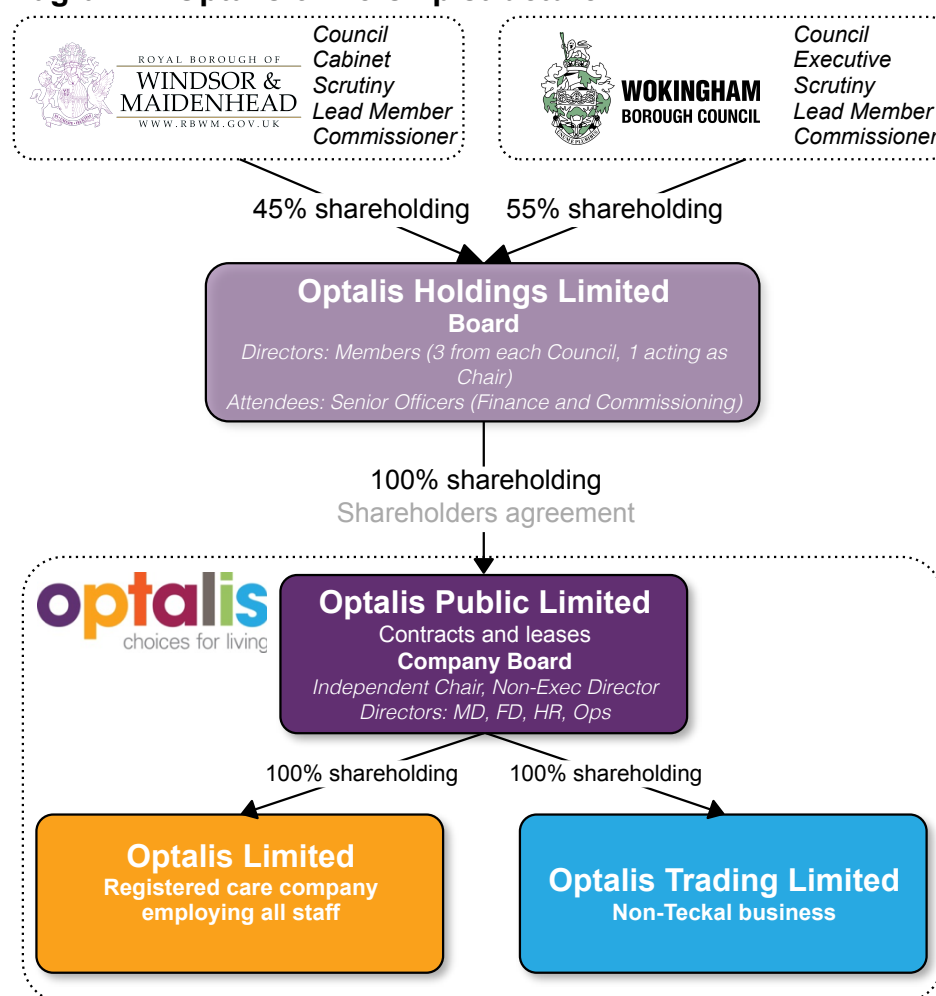 ROYAL BOROUGH OF
WINDSOR &
MAIDENHEAD
WWW.RBWM.GOV.UK
Council
Cabinet
Scrutiny
Lead Member
Commissioner
WOKINGHAM
BOROUGH COUNCIL
Council
Executive
Scrutiny
Lead Member
Commissioner
45% shareholding
55% shareholding
Optalis Holdings Limited
Board
Directors: Members (3 from each Council, 1 acting as
Chair)
Attendees: Senior Officers (Finance and Commissioning)
100% shareholding
Shareholders agreement
optalis
choices for living
Optalis Public Limited
Contracts and leases
Company Board
Independent Chair, Non-Exec Director
Directors: MD, FD, HR, Ops
100% shareholding
100% shareholding
Optalis Limited
Registered care company
employing all staff
Optalis Trading Limited
Non-Teckal business